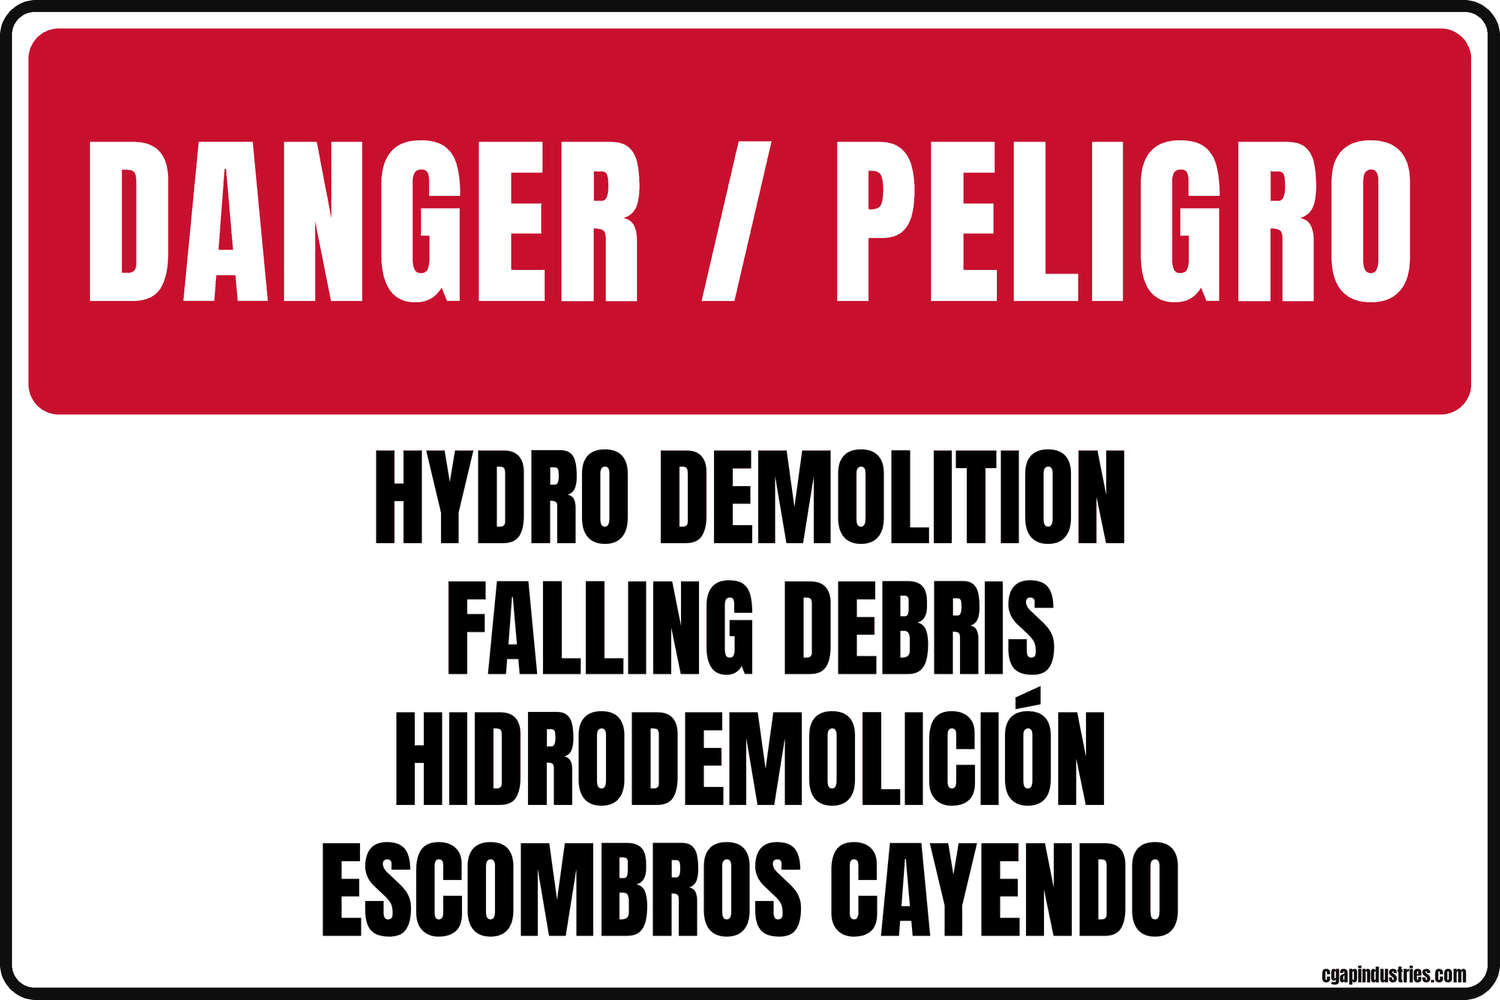 DANGER / PELIGRO
HYDRO DEMOLITION
FALLING DEBRIS
HIDRODEMOLICIÓN
ESCOMBROS CAYENDO
cgapindustries.com